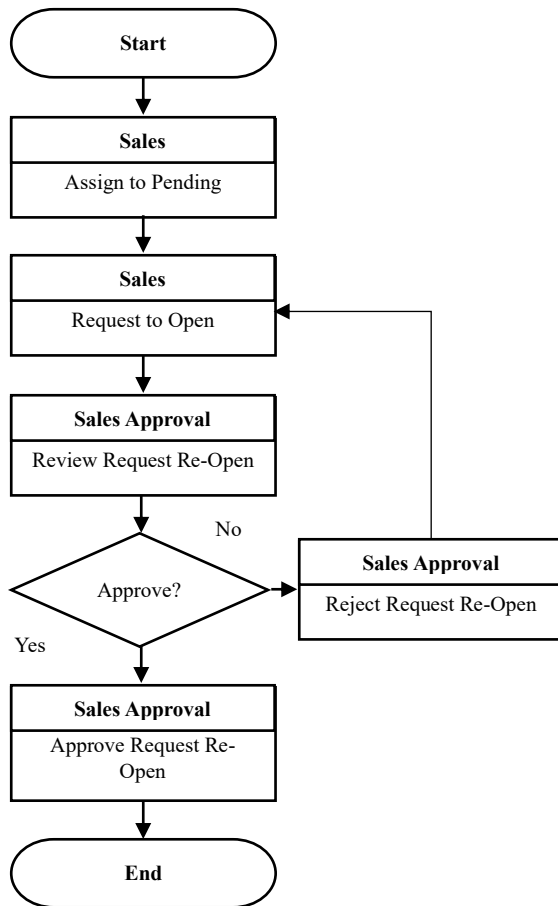 Start
Sales
Assign to Pending
Sales
Request to Open
Sales Approval
Review Request Re-Open
No
Approve?
Sales Approval
Reject Request Re-Open
Yes
Sales Approval
Approve Request Re-
Open
End